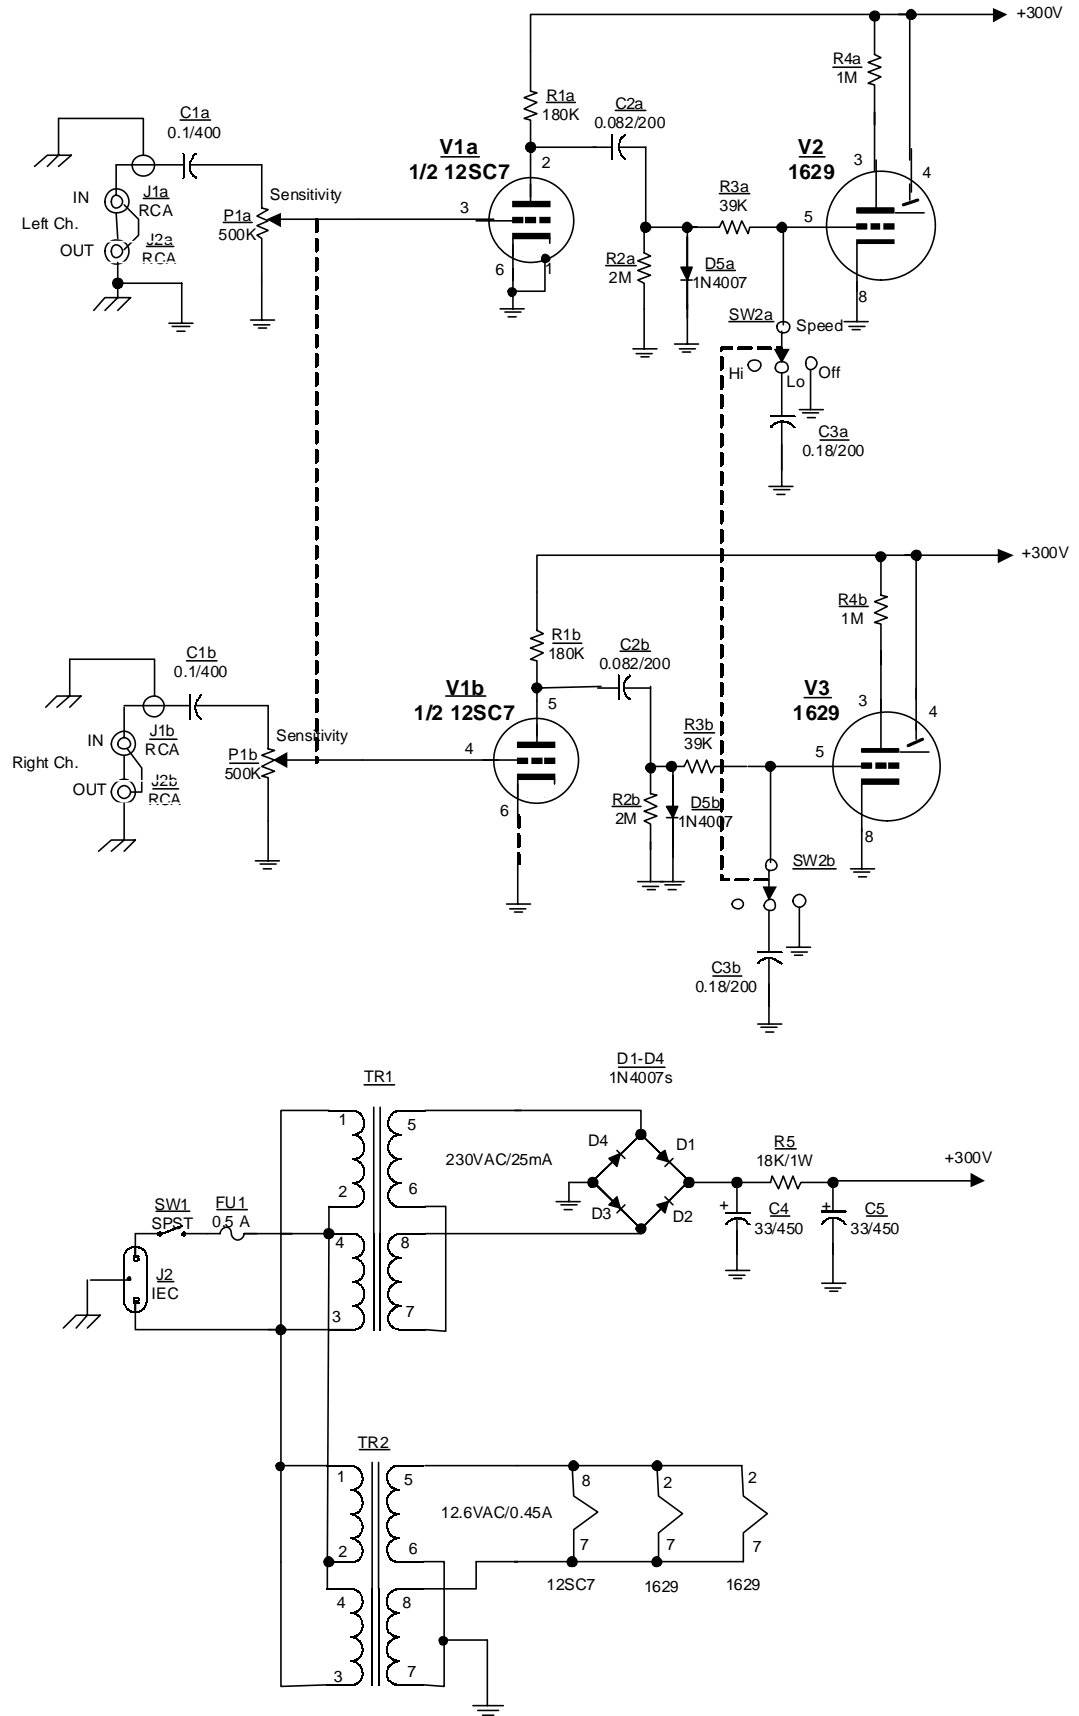 +300V
R4a
1M
R1a
180K
C2a
0.082/200
C1a
0.1/400
V1a
1/2 12SC7
V2
1629
2
3
4
IN
J1a
RCA
Sensitivity
R3a
39K
Left Ch.
P1a
500K
3
5
OUT
J2a
RCA
6
1
R2a
2M
D5a
1N4007
8
SW2a
Speed
Hi
Lo
Off
C3a
0.18/200
+300V
R4b
1M
R1b
180K
C2b
0.082/200
C1b
0.1/400
V1b
1/2 12SC7
V3
1629
5
3
4
IN
J1b
RCA
Sensitivity
R3b
39K
Right Ch.
P1b
500K
4
5
OUT
J2b
RCA
6
R2b
2M
D5b
1N4007
8
SW2b
C3b
0.18/200
D1-D4
1N4007s
TR1
1
5
D4
D1
R5
18K/1W
+300V
230VAC/25mA
2
6
SW1
SPST
FU1
0.5 A
D3
D2
+
C4
33/450
+
C5
33/450
4
8
J2
IEC
3
7
TR2
1
5
8
2
2
12.6VAC/0.45A
2
6
7
7
7
12SC7
1629
1629
4
8
3
7